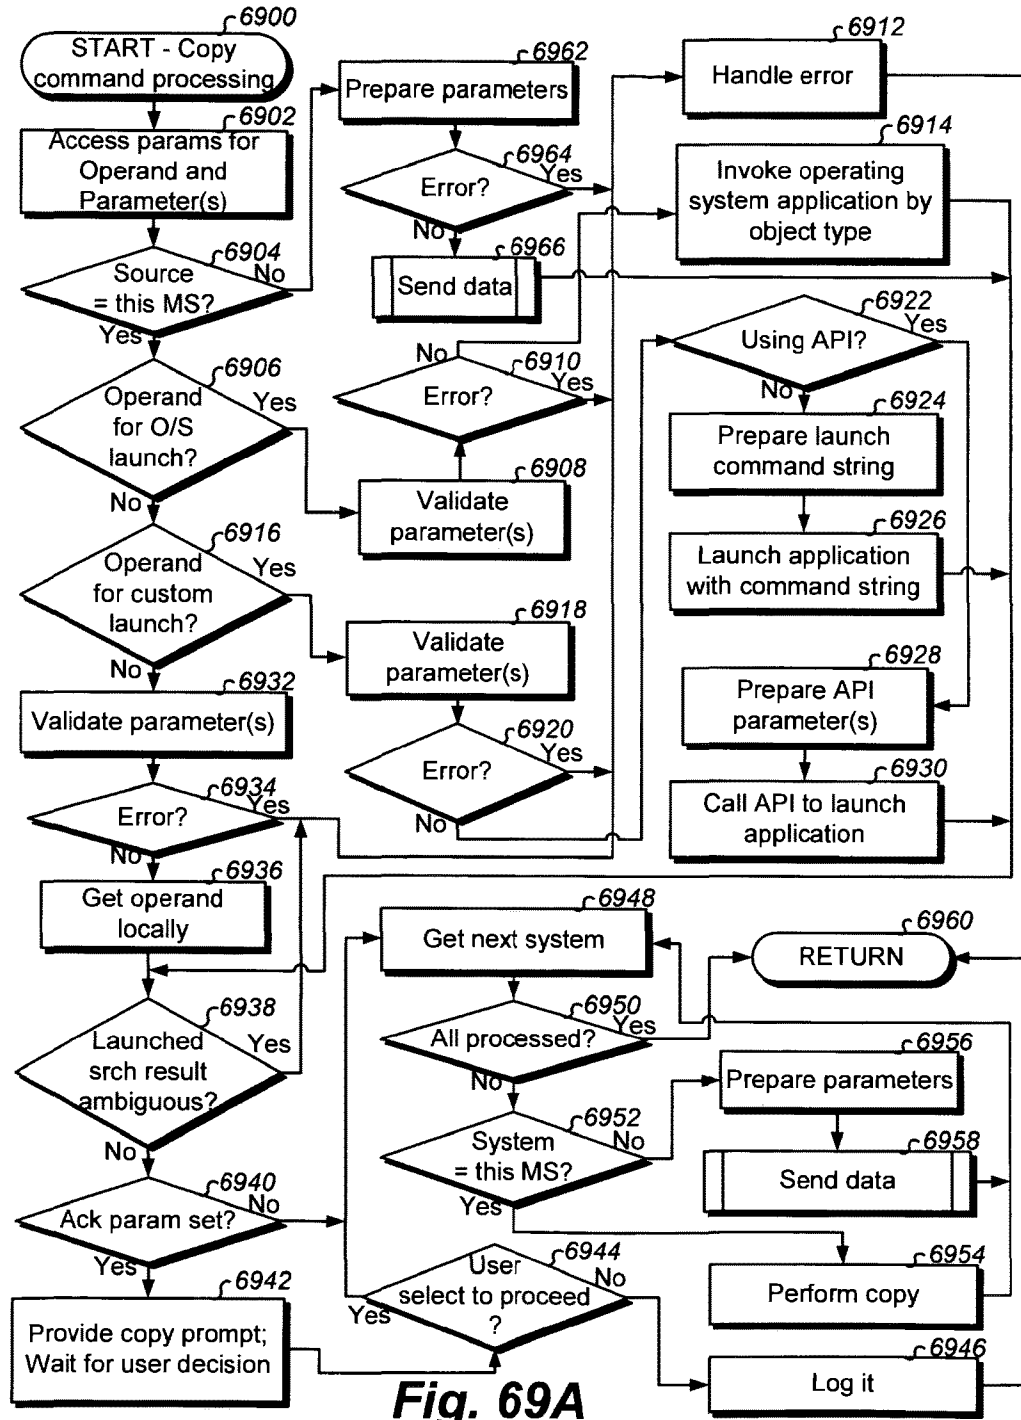 6900
START - Copy
command processing
6902
Access params for
Operand and
Parameter(s)
6904
Source
= this MS?
No
Yes
6906
Operand
for O/S
launch?
Yes
No
6916
Operand
for custom
launch?
Yes
No
6932
Validate parameter(s)
6934
Error?
Yes
No
6936
Get operand
locally
6938
Launched
srch result
ambiguous?
Yes
No
6940
Ack param set?
No
Yes
6942
Provide copy prompt;
Wait for user decision
6962
Prepare parameters
6964
Error?
Yes
No
6966
Send data
No
6910
Error?
Yes
6908
Validate
parameter(s)
6918
Validate
parameter(s)
6920
Error?
Yes
No
6912
Handle error
6914
Invoke operating
system application by
object type
6922
Using API?
Yes
No
6924
Prepare launch
command string
6926
Launch application
with command string
6928
Prepare API
parameter(s)
6930
Call API to launch
application
6948
Get next system
6960
RETURN
6950
All processed?
Yes
No
6952
System
= this MS?
No
Yes
6956
Prepare parameters
6958
Send data
6954
Perform copy
6944
User
select to proceed
?
No
Yes
6946
Log it
Fig. 69A